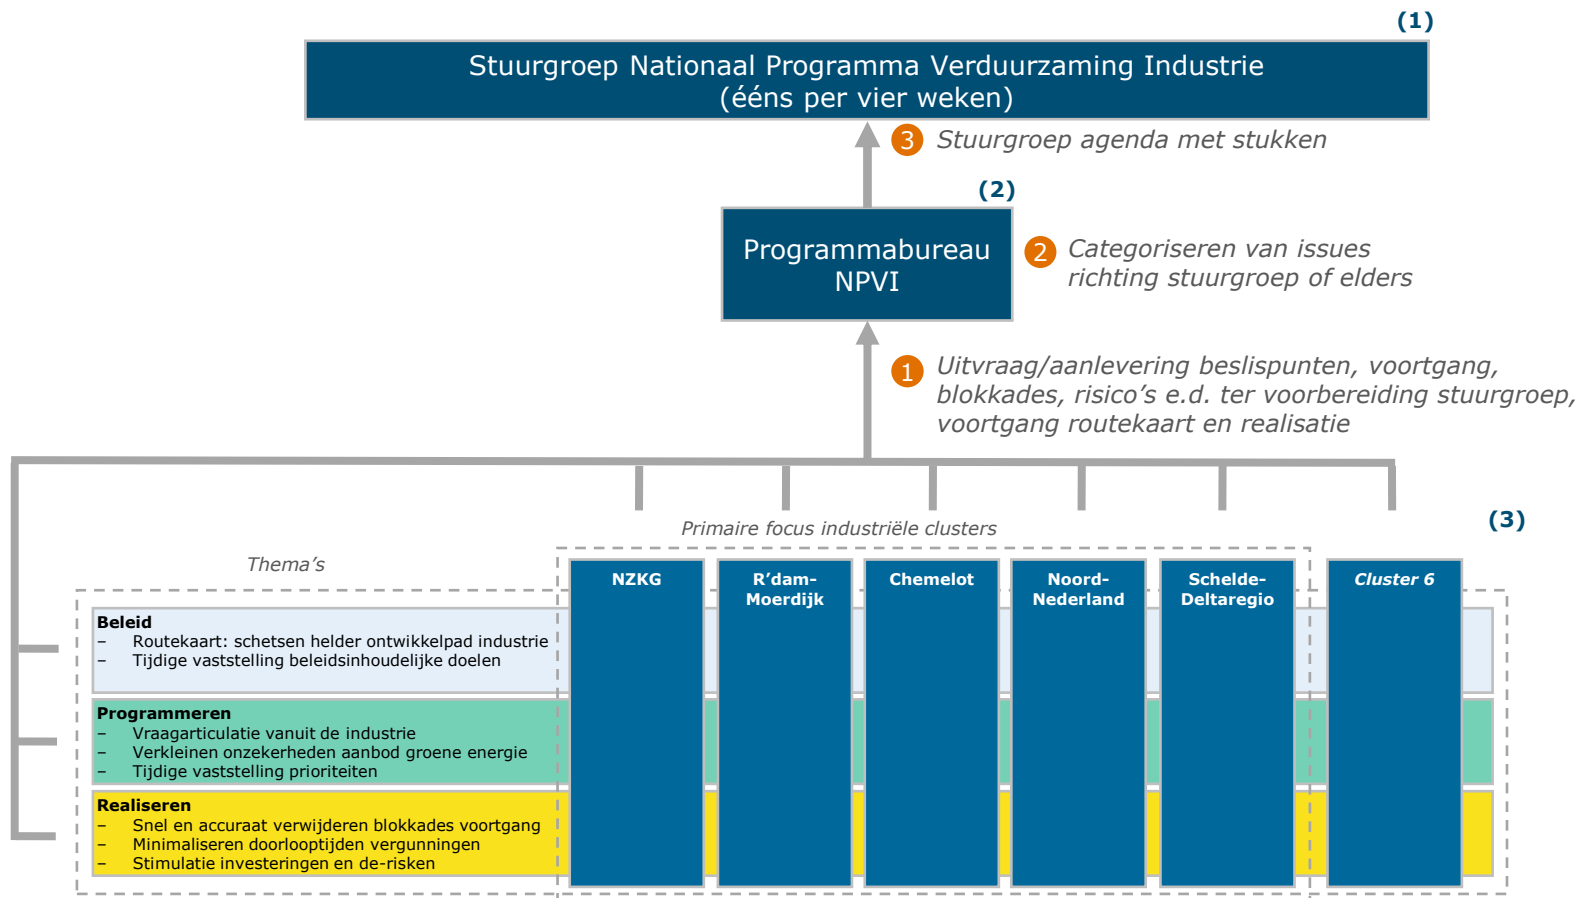 (1)
Stuurgroep Nationaal Programma Verduurzaming Industrie
(ééns per vier weken)
3 Stuurgroep agenda met stukken
(2)
Programmabureau
NPVI
2 Categoriseren van issues
richting stuurgroep of elders
1 Uitvraag/aanlevering beslispunten, voortgang,
blokkades, risico’s e.d. ter voorbereiding stuurgroep,
voortgang routekaart en realisatie
(3)
Primaire focus industriële clusters
Thema’s
NZKG
R’dam-
Moerdijk
Chemelot
Noord-
Nederland
Schelde-
Deltaregio
Cluster 6
Beleid
– Routekaart: schetsen helder ontwikkelpad industrie
– Tijdige vaststelling beleidsinhoudelijke doelen
Programmeren
– Vraagarticulatie vanuit de industrie
– Verkleinen onzekerheden aanbod groene energie
– Tijdige vaststelling prioriteiten
Realiseren
– Snel en accuraat verwijderen blokkades voortgang
– Minimaliseren doorlooptijden vergunningen
– Stimulatie investeringen en de-risken